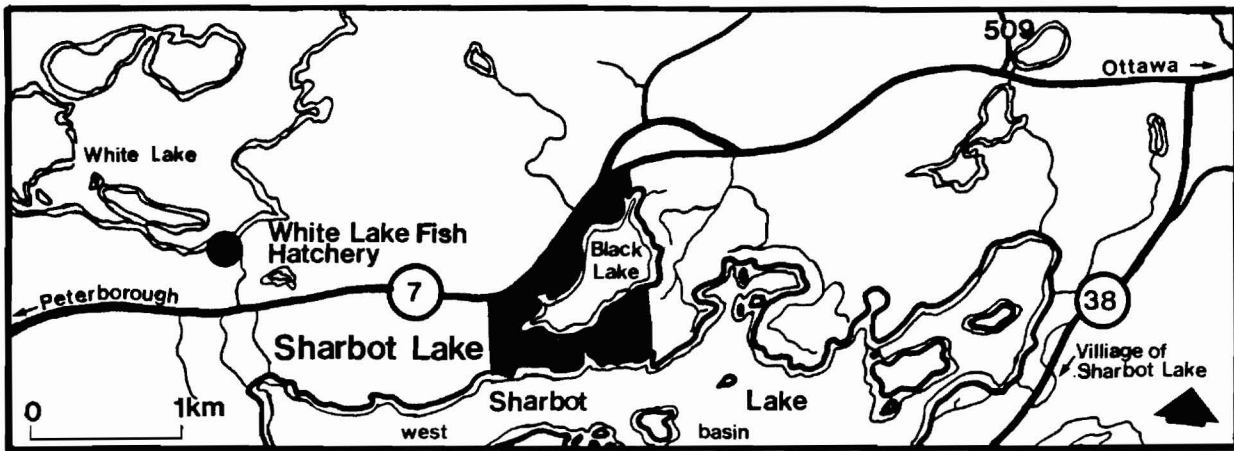 509
Ottawa
White Lake
White Lake Fish
Hatchery
Black
Lake
Peterborough
7
38
Sharbot Lake
Villiage of
Sharbot Lake
0 1km
Sharbot Lake
west basin